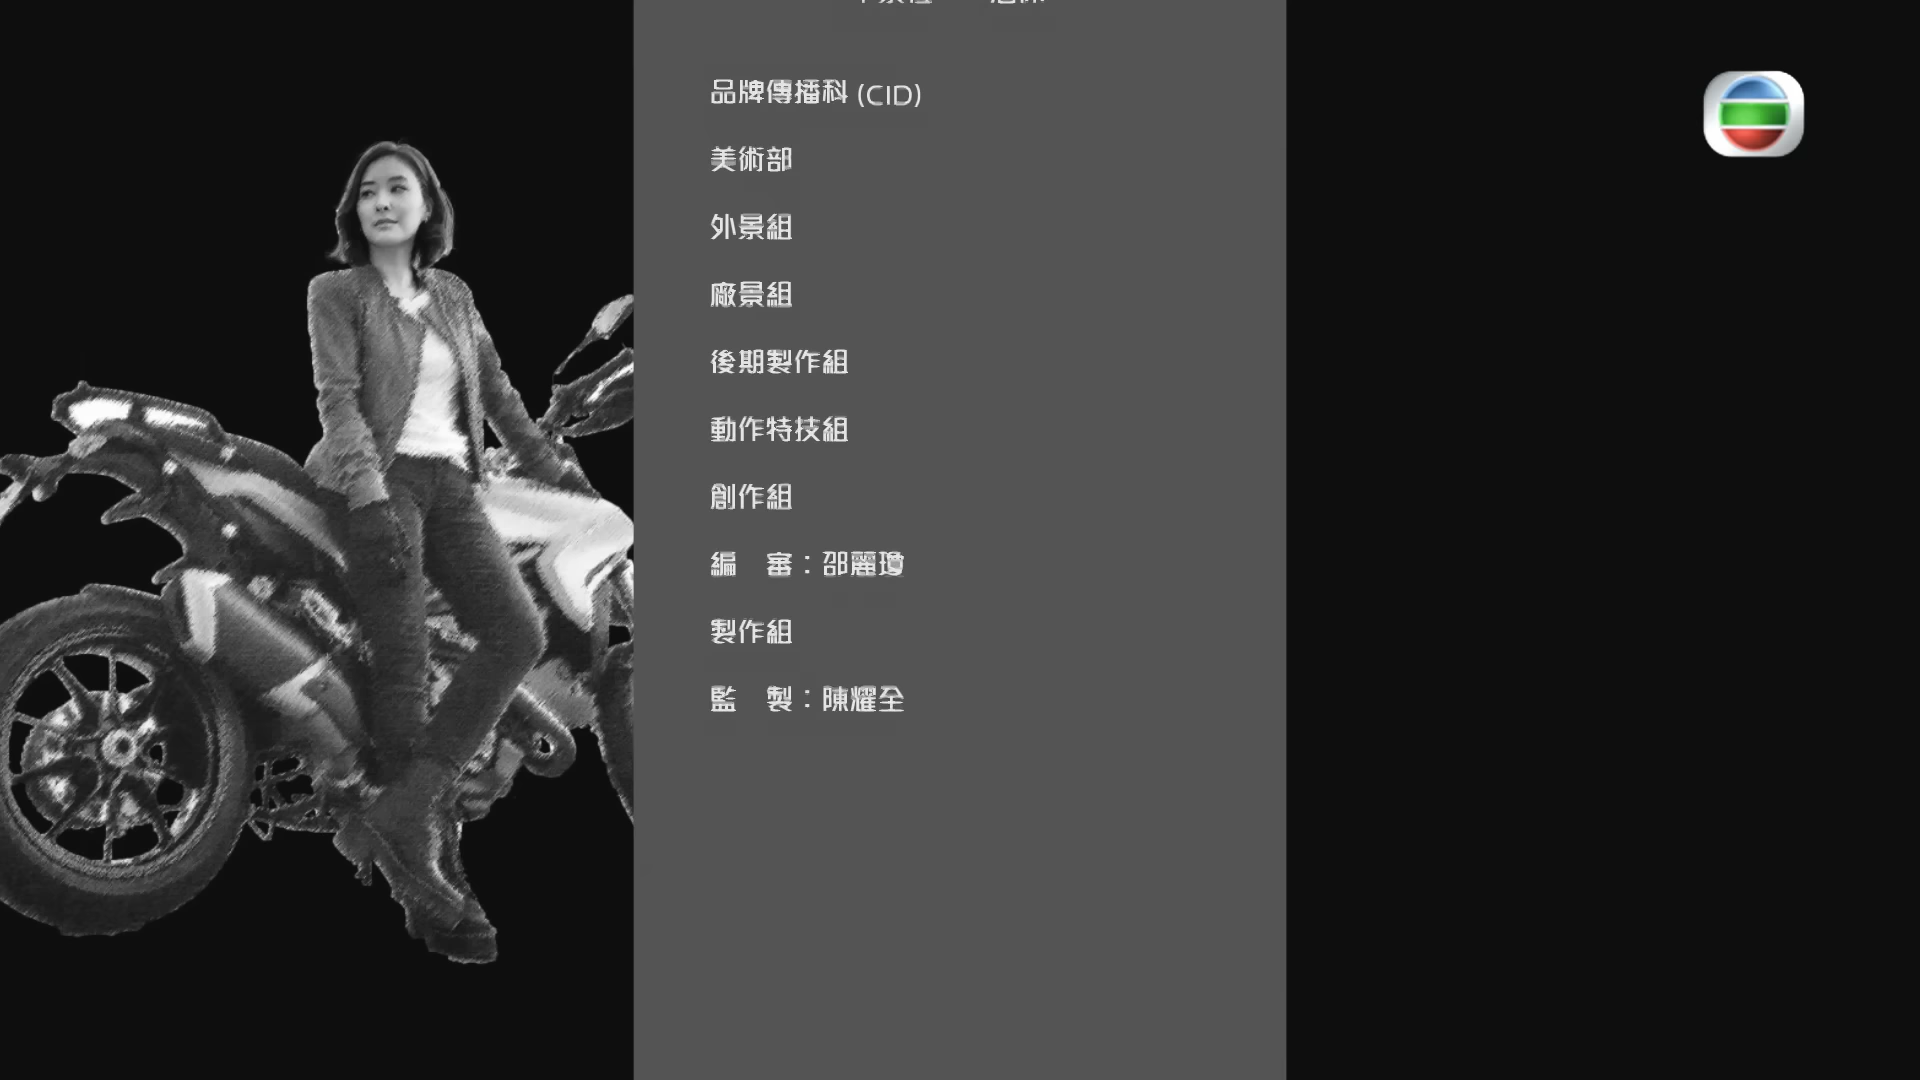 品牌傳播科 (CID)
美術部
外景組
廠景組
後期製作組
動作特技組
創作組
編　審：邵麗瓊
製作組
監　製：陳耀全